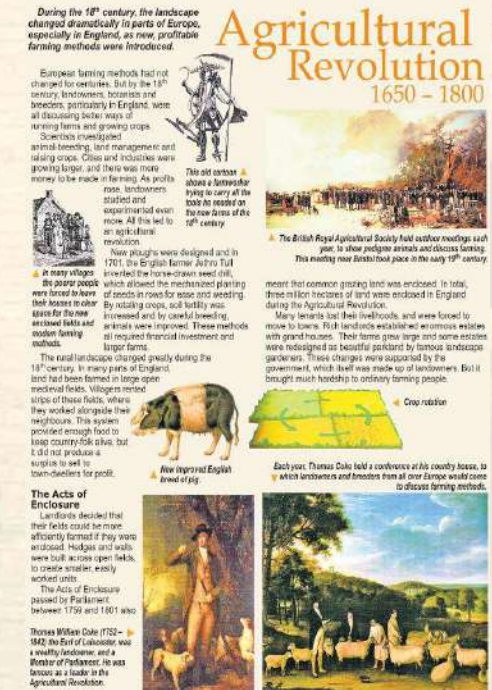 During the 18th century, the landscape
changed dramatically in parts of Europe,
especially in England, as new, profitable
farming methods were introduced.
Agricultural
Revolution
1650 – 1800
European farming methods had not
changed for centuries. But by the 18th
century, landowners, botanists and
breeders, particularly in England, were
all discussing better ways of
running farms and growing crops.
Scientists investigated
animal-breeding, land management and
raising crops. Cities and industries were
growing larger, and there was more
money to be made in farming. As profits
rose, landowners
studied and
experimented even
more. All this led to
an agricultural
revolution.
New ploughs were designed and in
1701, the English farmer Jethro Tull
invented the horse-drawn seed drill,
which allowed the mechanized planting
of seeds in rows for ease and weeding.
By rotating crops, soil fertility was
increased and by careful breeding,
animals were improved. These methods
all required financial investment and
larger farms.
The rural landscape changed greatly during the
18th century. In many parts of England,
land had been farmed in large open
medieval fields. Villagers rented
strips of these fields, where
they worked alongside their
neighbours. This system
provided enough food to
keep country-folk alive, but
it did not produce a
surplus to sell to
town-dwellers for profit.
The Acts of
Enclosure
Landlords decided that
their fields could be more
efficiently farmed if they were
enclosed. Hedges and walls
were built across open fields,
to create smaller, easily
worked units.
The Acts of Enclosure
passed by Parliament
between 1759 and 1801 also
meant that common grazing land was enclosed. In total,
three million hectares of land were enclosed in England
during the Agricultural Revolution.
Many tenants lost their livelihoods, and were forced to
move to towns. Rich landlords established enormous estates
with grand houses. Their farms grew large and some estates
were redesigned as beautiful parkland by famous landscape
gardeners. These changes were supported by the
government, which itself was made up of landowners. But it
brought much hardship to ordinary farming people.
This old cartoon
shows a farmworker
trying to carry all the
tools he needed on
the new farms of the
18th century.
In many villages
the poorer people
were forced to leave
their houses to clear
space for the new
enclosed fields and
modern farming
methods.
The British Royal Agricultural Society held outdoor meetings each
year, to show pedigree animals and discuss farming.
This meeting near Bristol took place in the early 19th century.
New improved English
breed of pig.
Crop rotation
Each year, Thomas Coke held a conference at his country house, to
which landowners and breeders from all over Europe would come
to discuss farming methods.
Thomas William Coke (1752 –
1842) the Earl of Leicester, was
a wealthy landowner, and a
Member of Parliament. He was
famous as a leader in the
Agricultural Revolution.